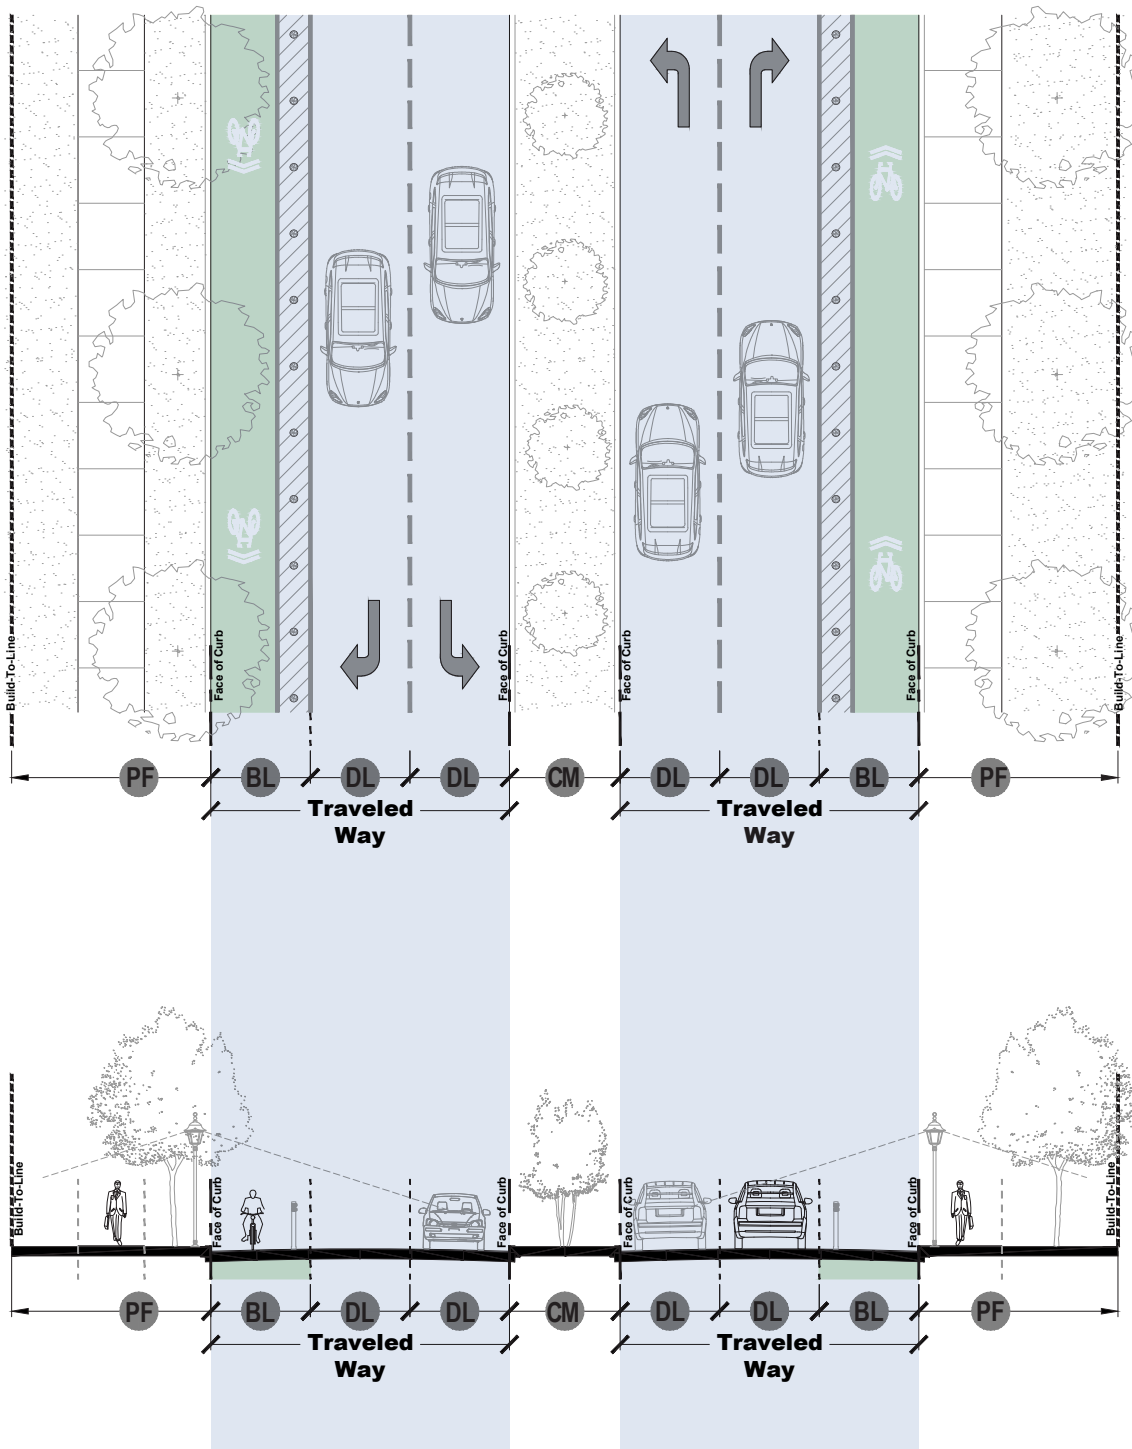 Build-To-Line
Face of Curb
Face of Curb
Face of Curb
Face of Curb
Build-To-Line
PF BL DL DL CM DL DL BL PF
Traveled Traveled
Way Way
Build-To-Line
Face of Curb
Face of Curb
Face of Curb
Face of Curb
Build-To-Line
PF BL DL DL CM DL DL BL PF
Traveled Traveled
Way Way